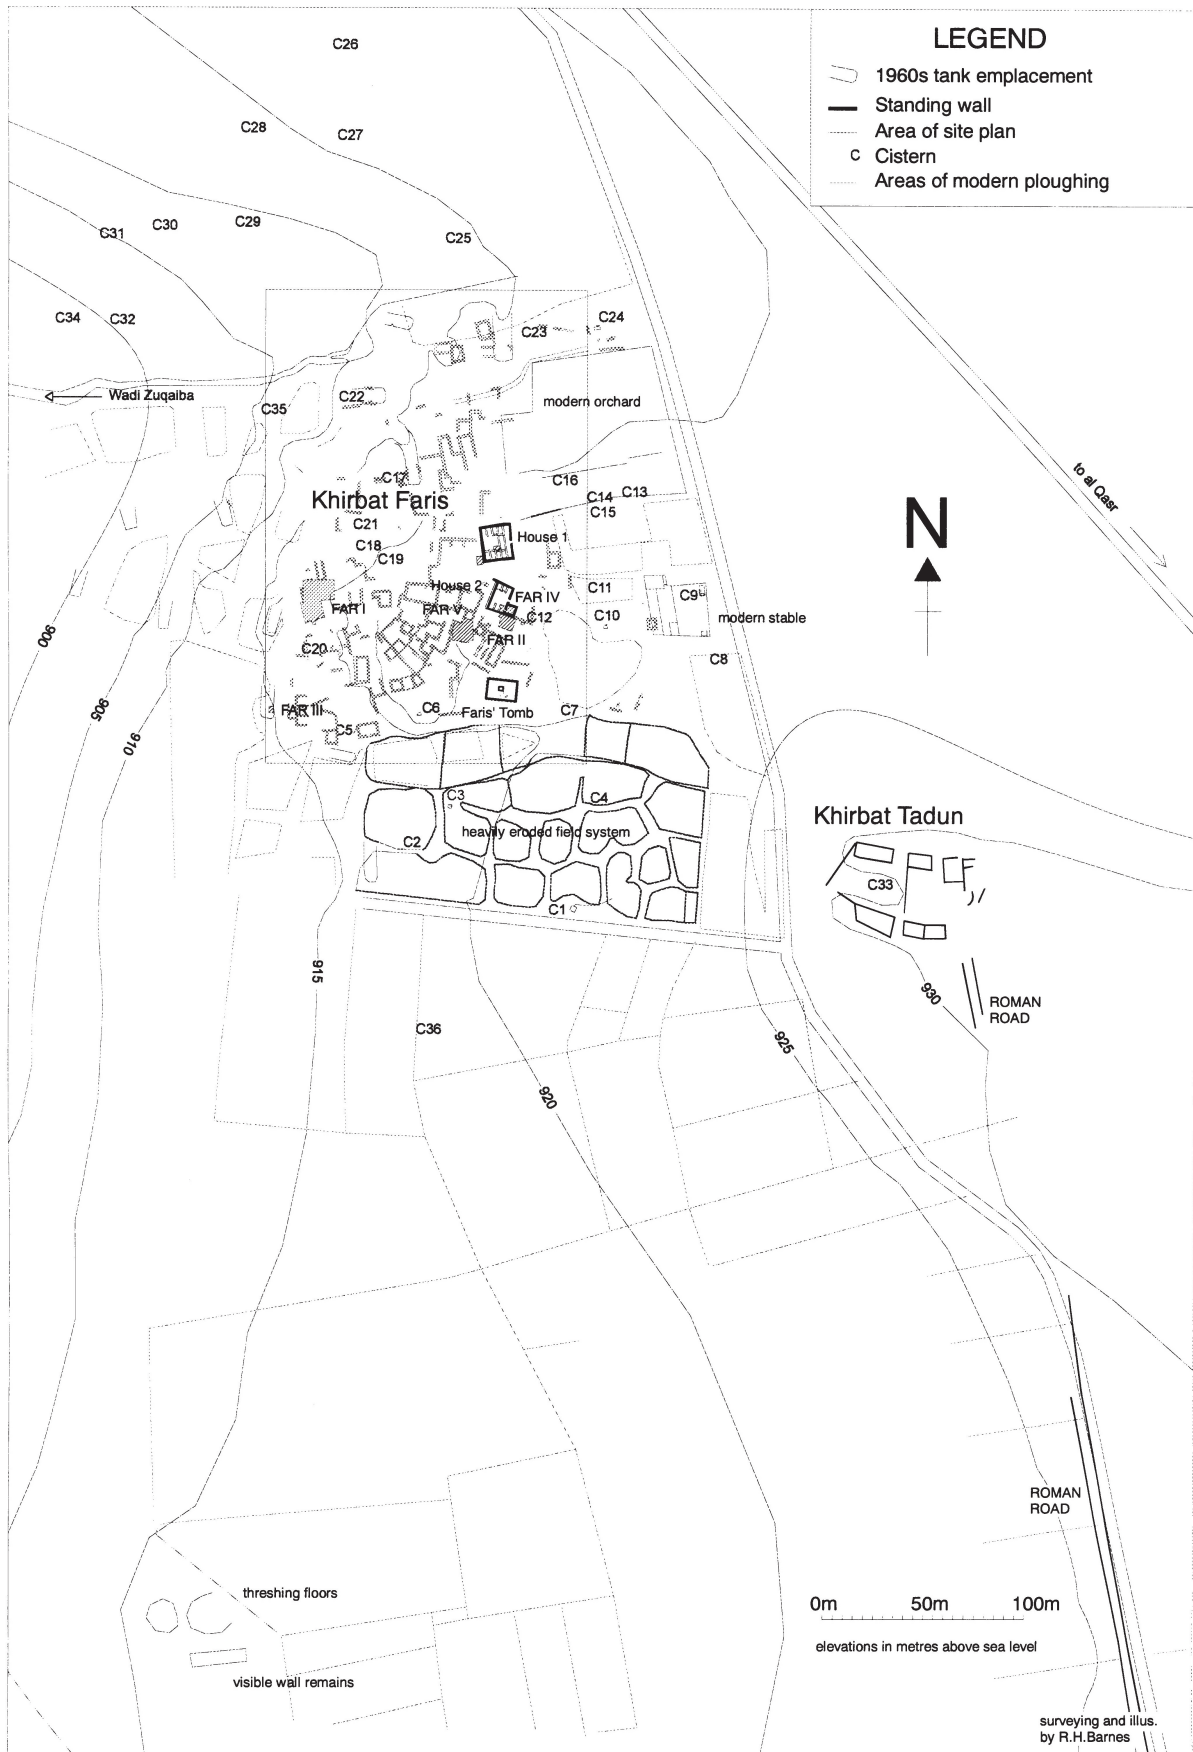 LEGEND
1960s tank emplacement
Standing wall
Area of site plan
C Cistern
Areas of modern ploughing
C26
C28
C27
C31
C30
C29
C25
C34
C32
C23
C24
Wadi Zuqaiba
C35
C22
modern orchard
to al Qasr
C17
C16
C14
C13
C15
Khirbat Faris
N
C21
C18
C19
House 1
House 2
FAR IV
C11
C9
FAR I
FAR V
C12
C10
modern stable
FAR II
C20
C8
900
905
910
FAR III
C6
Faris' Tomb
C7
C5
C3
C4
Khirbat Tadun
heavily eroded field system
C2
C33
C1
915
930
ROMAN
ROAD
C36
925
920
ROMAN
ROAD
threshing floors
0m 50m 100m
elevations in metres above sea level
visible wall remains
surveying and illus.
by R.H.Barnes